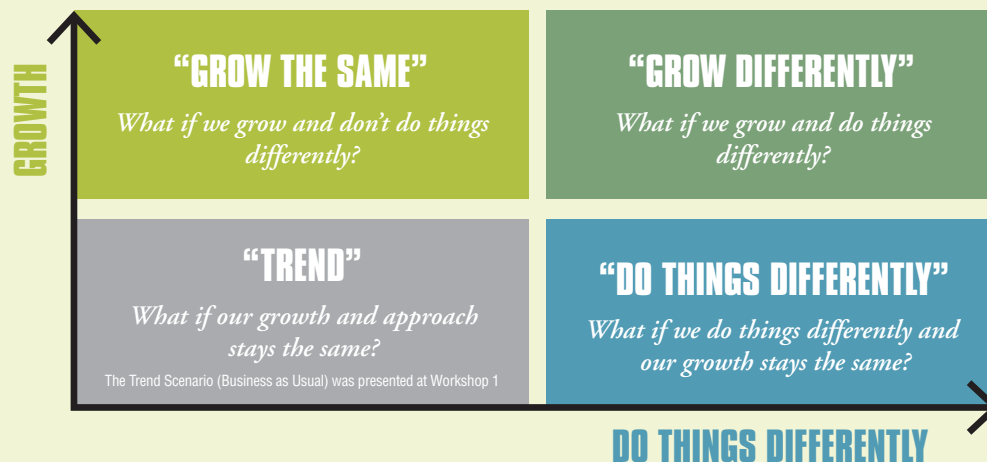 GROWTH
“GROW THE SAME”
What if we grow and don’t do things
differently?
“GROW DIFFERENTLY”
What if we grow and do things
differently?
“TREND”
What if our growth and approach
stays the same?
The Trend Scenario (Business as Usual) was presented at Workshop 1
“DO THINGS DIFFERENTLY”
What if we do things differently and
our growth stays the same?
DO THINGS DIFFERENTLY